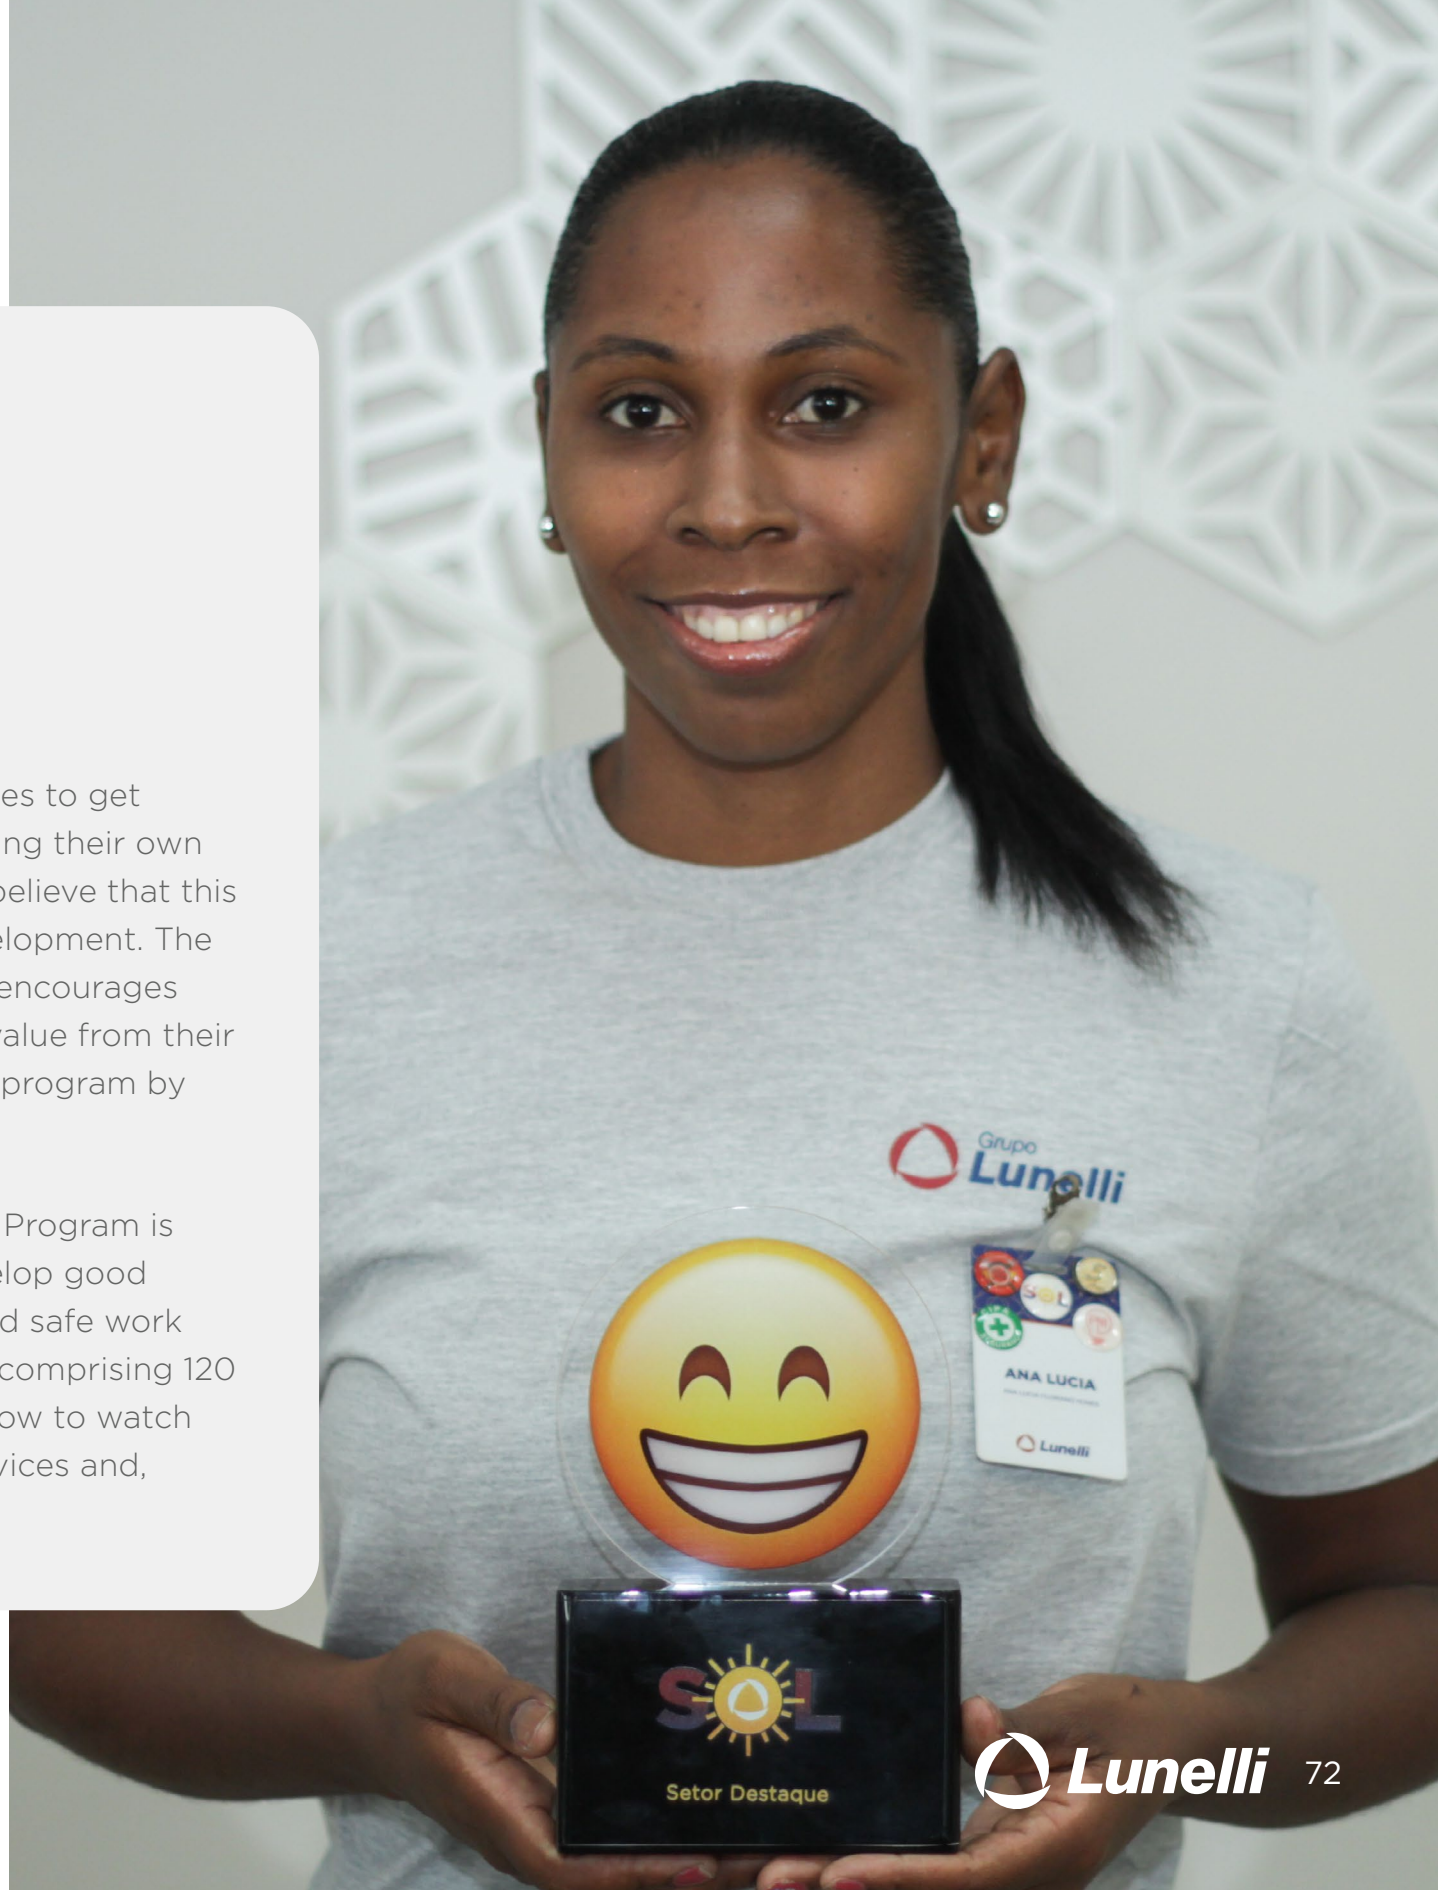 es to get
ng their own
believe that this
elopment. The
encourages
value from their
program by
Program is
elop good
d safe work
comprising 120
ow to watch
vices and,
Grupo
Lunelli
SOL
ANA LUCIA
Lunelli
SOL
Setor Destaque
Lunelli 72